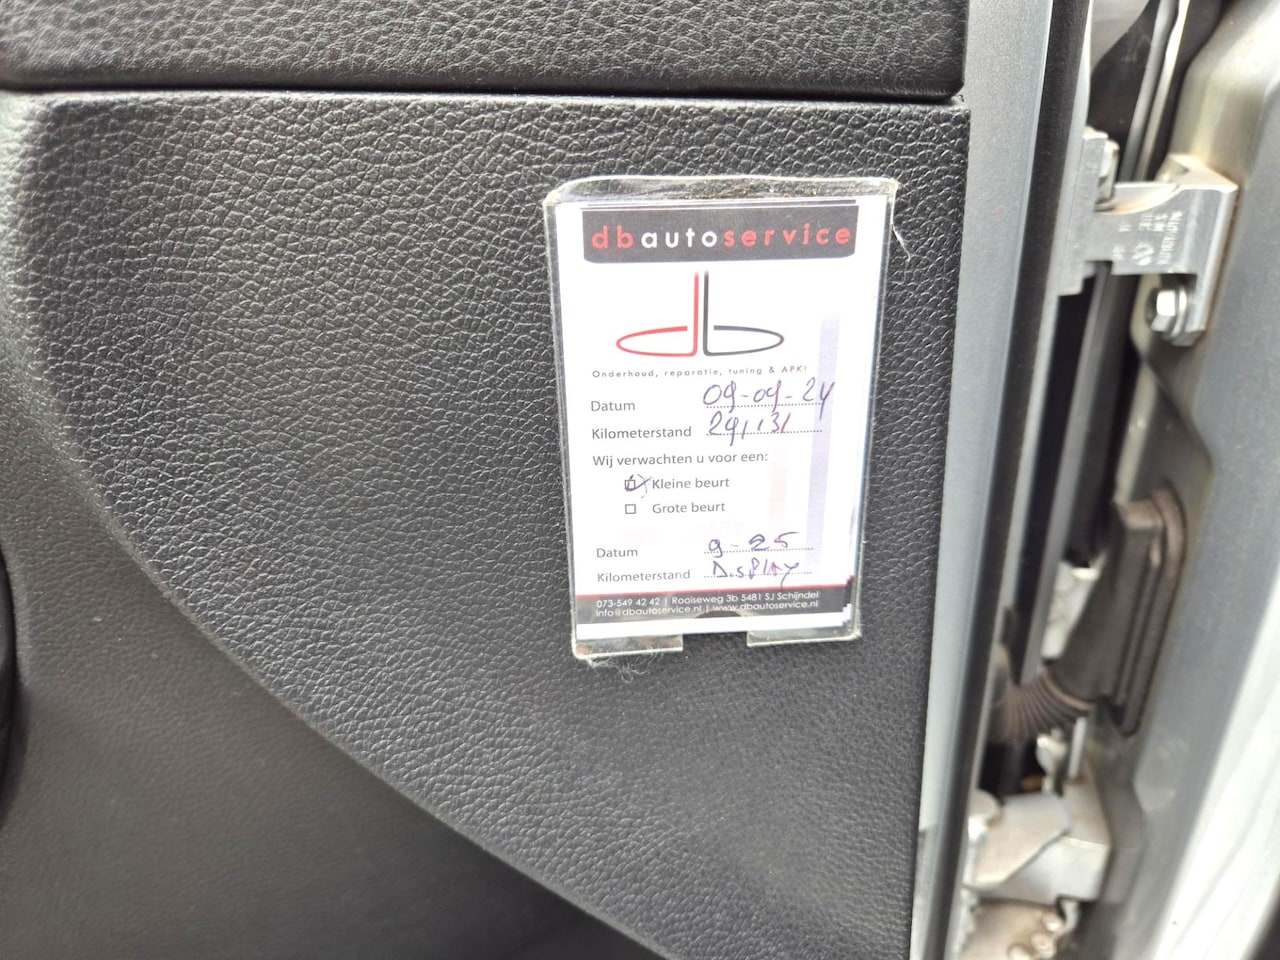 dbautoservice
db
Onderhoud, reparatie, tuning & APK!
Datum 09-09-24
Kilometerstand 291131
Wij verwachten u voor een:
Kleine beurt
Grote beurt
Datum 9-25
Kilometerstand DisPlAy
073-549 42 42 | Rooiseweg 3b 5481 SJ Schijndel
info@dbautoservice.nl | www.dbautoservice.nl